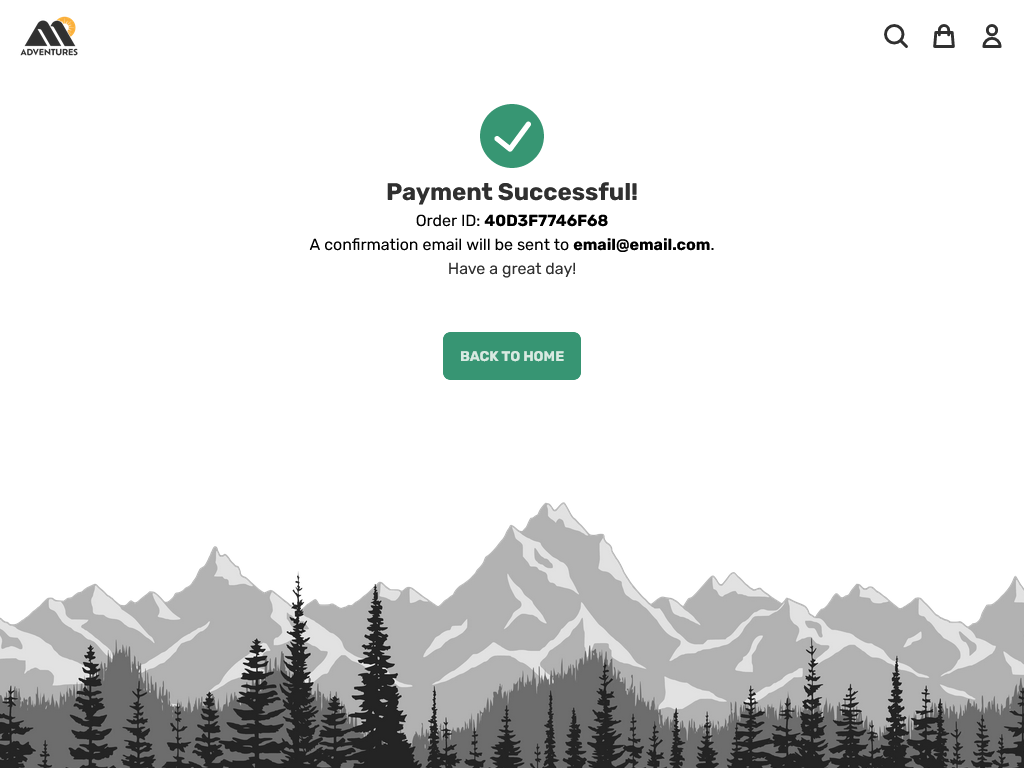 ADVENTURES
Payment Successful!
Order ID: 40D3F7746F68
A confirmation email will be sent to email@email.com.
Have a great day!
BACK TO HOME